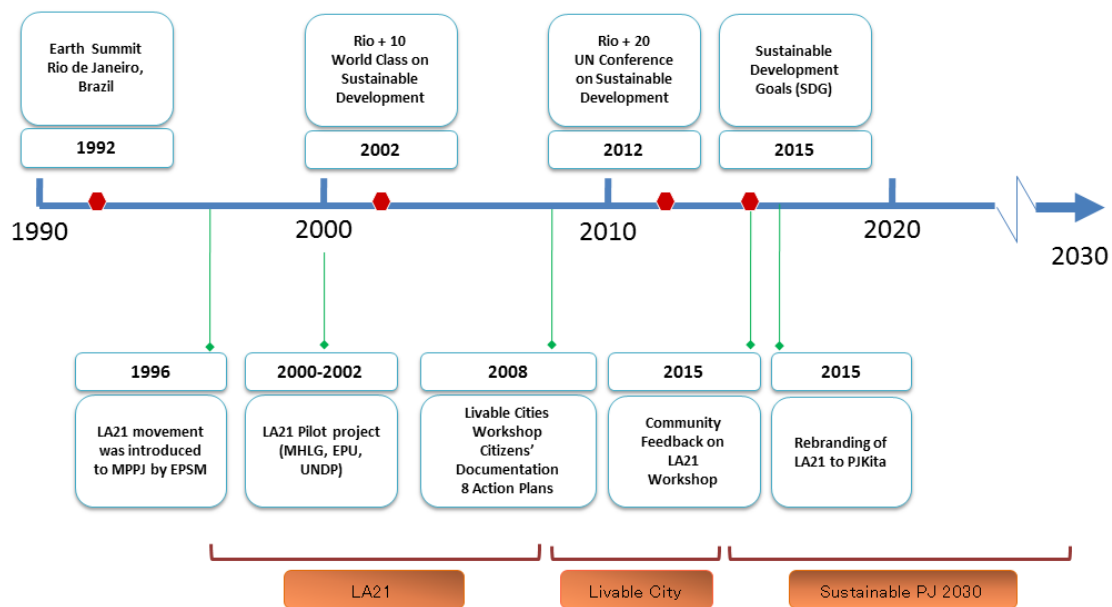 Earth Summit
Rio de Janeiro,
Brazil
1992
Rio + 10
World Class on
Sustainable
Development
2002
Rio + 20
UN Conference
on Sustainable
Development
2012
Sustainable
Development
Goals (SDG)
2015
1990
2000
2010
2020
2030
1996
LA21 movement
was introduced
to MPPJ by EPSM
2000-2002
LA21 Pilot project
(MHLG, EPU,
UNDP)
2008
Livable Cities
Workshop
Citizens’
Documentation
8 Action Plans
2015
Community
Feedback on
LA21
Workshop
2015
Rebranding of
LA21 to PJKita
LA21
Livable City
Sustainable PJ 2030